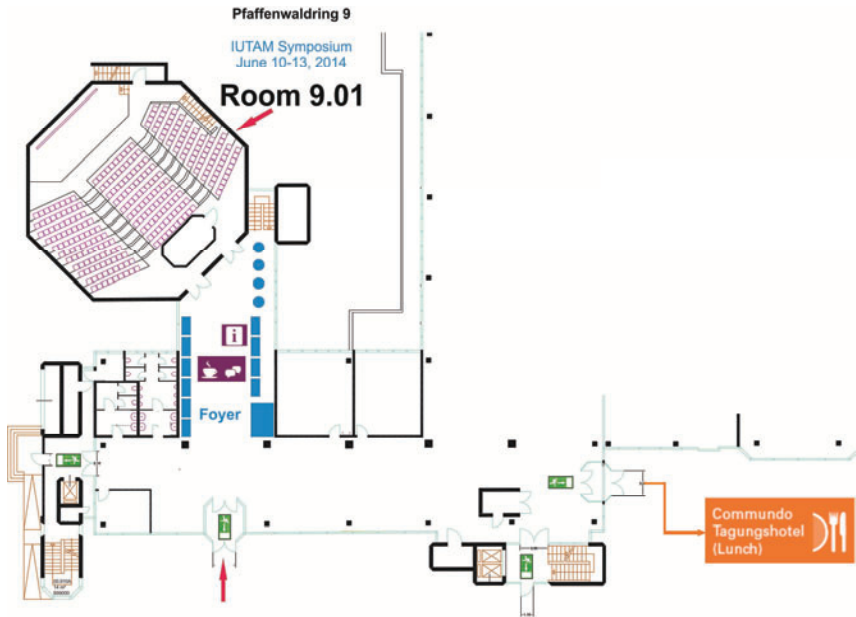 Pfaffenwaldring 9
IUTAM Symposium
June 10-13, 2014
Room 9.01
i
Foyer
Commundo
Tagungshotel
(Lunch)